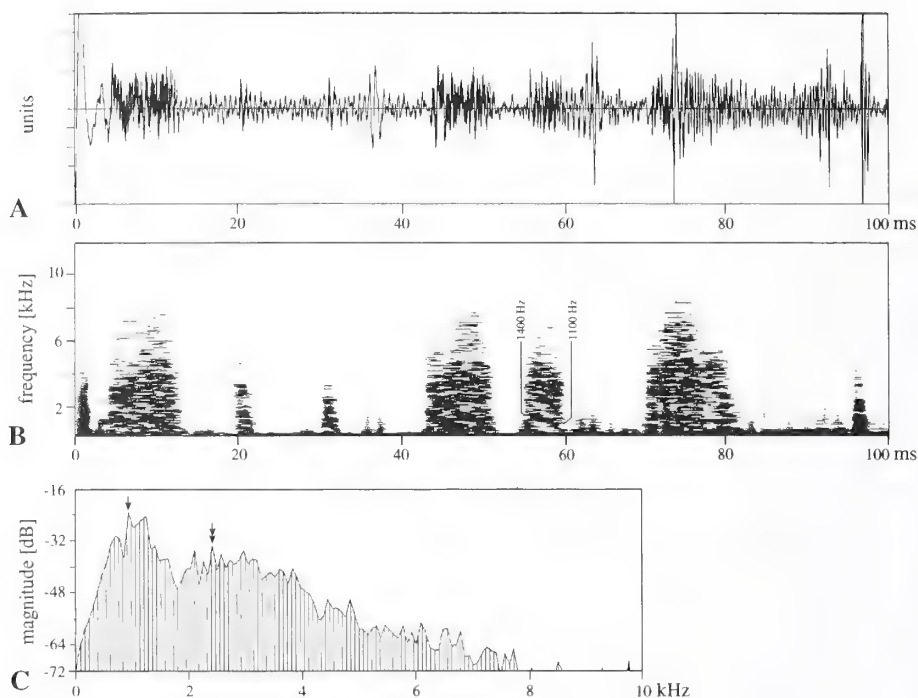 units
A
0 20 40 60 80 100 ms
frequency [kHz]
10
6
2
1400 Hz
1100 Hz
B
0 20 40 60 80 100 ms
magnitude [dB]
-16
-32
-48
-64
-72
C
0 2 4 6 8 10 kHz